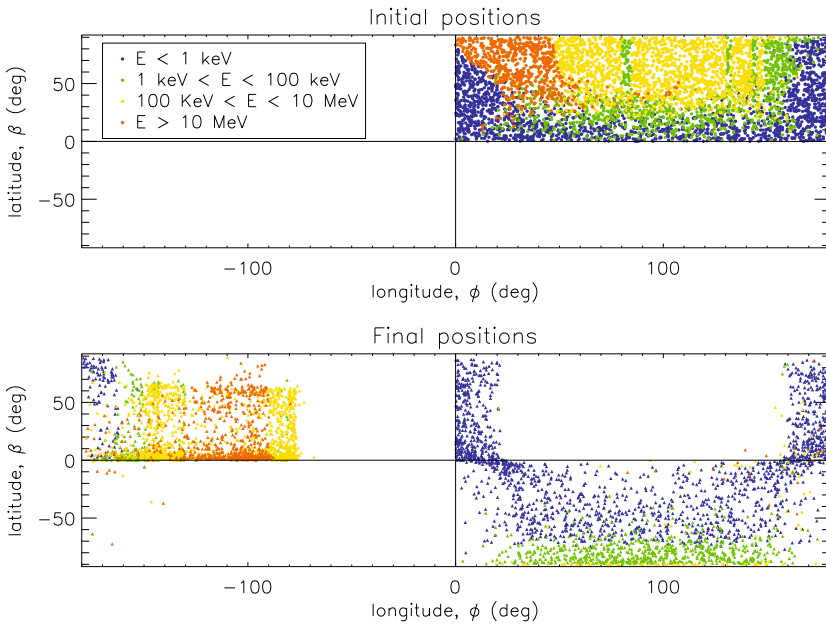 Initial positions
E < 1 keV
1 keV < E < 100 keV
100 KeV < E < 10 MeV
E > 10 MeV
50
0
−50
latitude, β (deg)
−100
0
100
longitude, ϕ (deg)
Final positions
50
0
−50
latitude, β (deg)
−100
0
100
longitude, ϕ (deg)